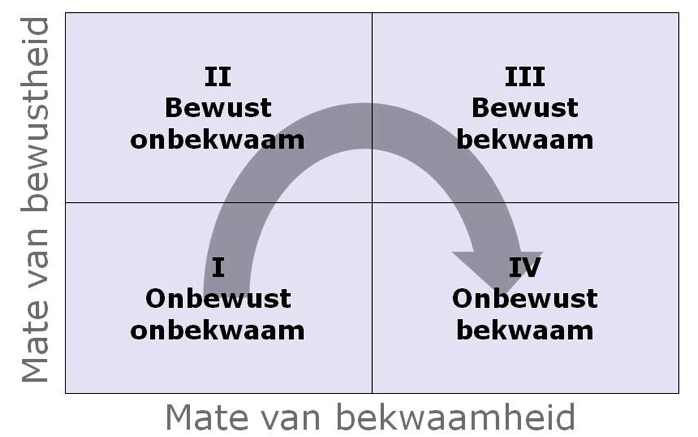 Mate van bewustheid
II
Bewust
onbekwaam
III
Bewust
bekwaam
I
Onbewust
onbekwaam
IV
Onbewust
bekwaam
Mate van bekwaamheid